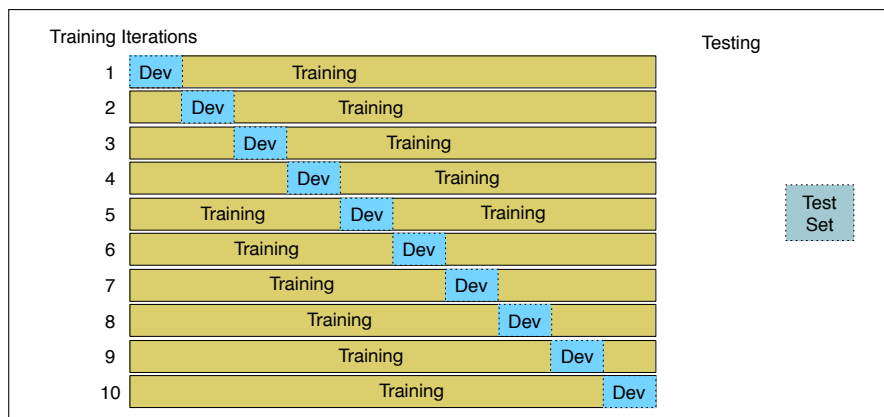 Training Iterations
Testing
1 Dev Training
2 Dev Training
3 Dev Training
4 Dev Training
5 Training Dev Training
6 Training Dev
7 Training Dev
8 Training Dev
9 Training Dev
10 Training Dev
Test
Set